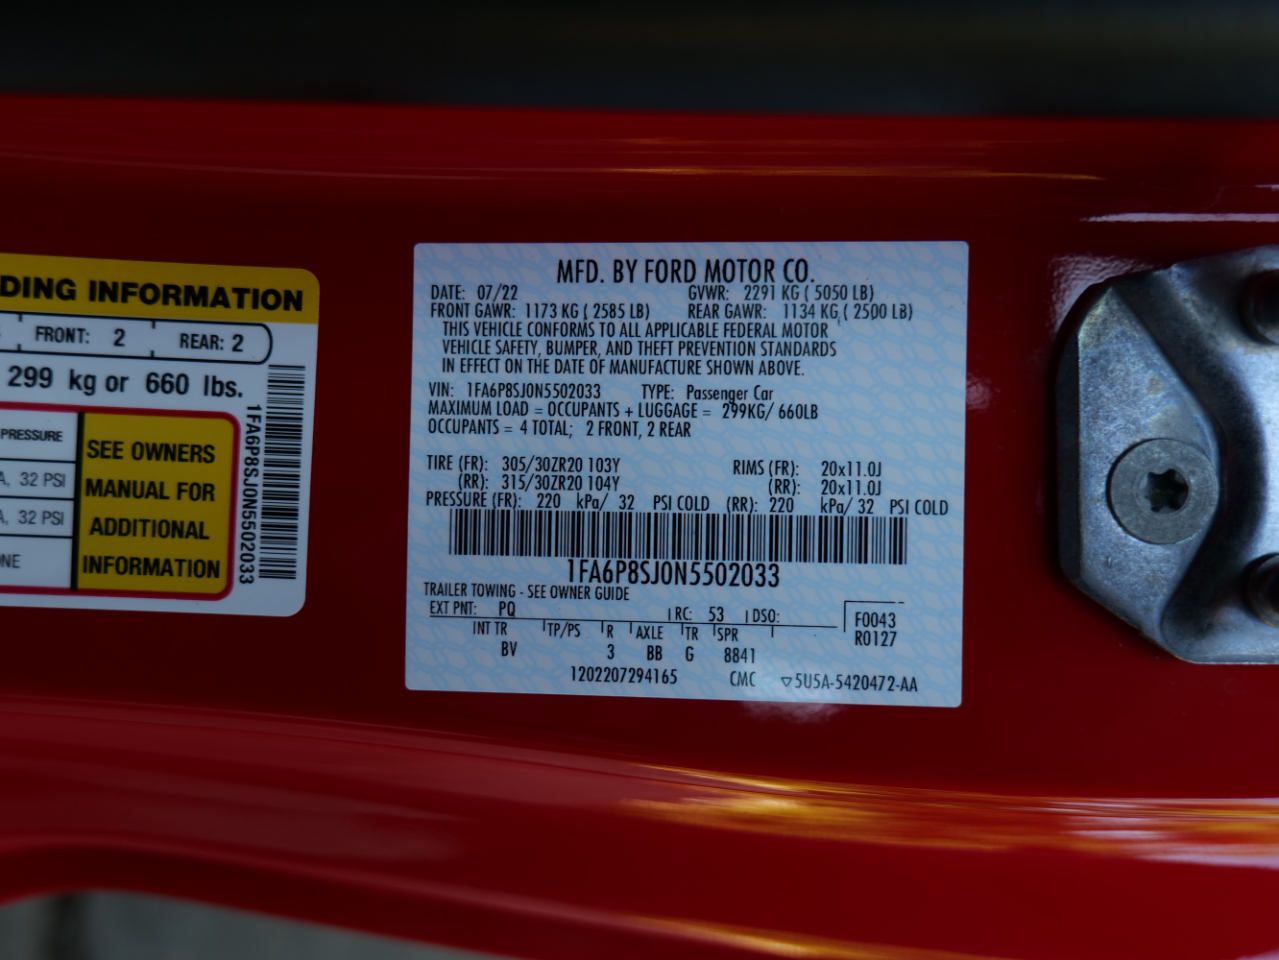 DING INFORMATION
FRONT: 2 REAR: 2
299 kg or 660 lbs.
PRESSURE
32 PSI
32 PSI
SEE OWNERS
MANUAL FOR
ADDITIONAL
INFORMATION
1FA6P8SJ0N5502033
MFD. BY FORD MOTOR CO.
DATE: 07/22 GVWR: 2291 KG ( 5050 LB)
FRONT GAWR: 1173 KG ( 2585 LB) REAR GAWR: 1134 KG ( 2500 LB)
THIS VEHICLE CONFORMS TO ALL APPLICABLE FEDERAL MOTOR
VEHICLE SAFETY, BUMPER, AND THEFT PREVENTION STANDARDS
IN EFFECT ON THE DATE OF MANUFACTURE SHOWN ABOVE.
VIN: 1FA6P8SJ0N5502033 TYPE: Passenger Car
MAXIMUM LOAD = OCCUPANTS + LUGGAGE = 299KG/ 660LB
OCCUPANTS = 4 TOTAL; 2 FRONT, 2 REAR
TIRE (FR): 305/30ZR20 103Y RIMS (FR): 20x11.0J
(RR): 315/30ZR20 104Y (RR): 20x11.0J
PRESSURE (FR): 220 kPa/ 32 PSI COLD (RR): 220 kPa/ 32 PSI COLD
1FA6P8SJ0N5502033
TRAILER TOWING - SEE OWNER GUIDE
EXT PNT: PQ RC: 53 DSO: F0043
R0127
INT TR TP/PS R AXLE TR SPR
BV 3 BB G 8841
1202207294165 CMC ▽5U5A-5420472-AA